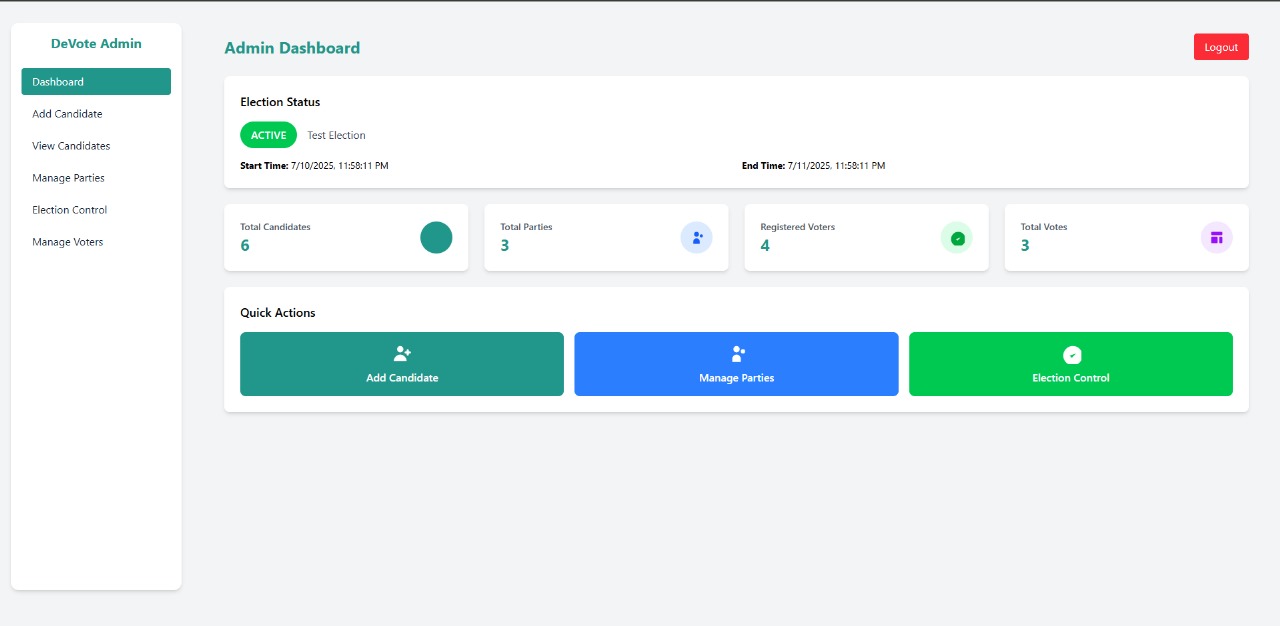 DeVote Admin
Dashboard
Add Candidate
View Candidates
Manage Parties
Election Control
Manage Voters
Admin Dashboard
Logout
Election Status
ACTIVE Test Election
Start Time: 7/10/2025, 11:58:11 PM
End Time: 7/11/2025, 11:58:11 PM
Total Candidates
6
Total Parties
3
Registered Voters
4
Total Votes
3
Quick Actions
Add Candidate
Manage Parties
Election Control